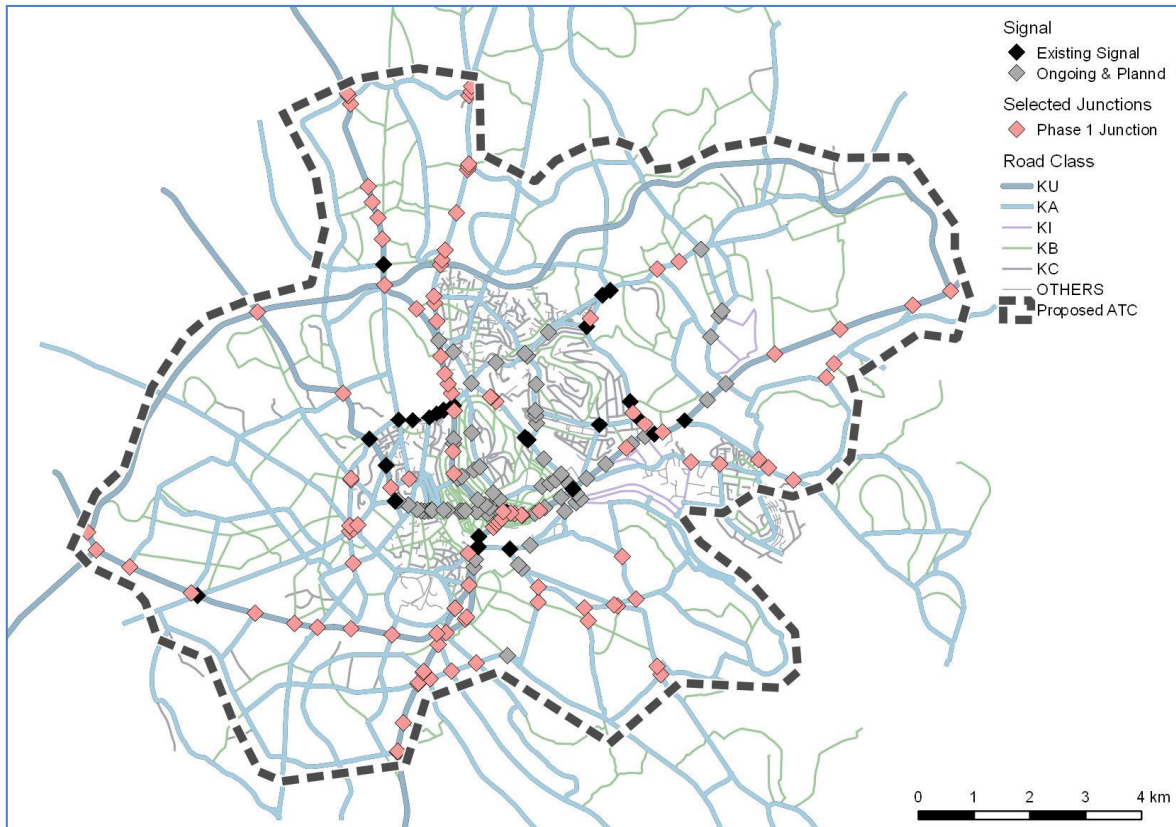 Signal
Existing Signal
Ongoing & Plannd
Selected Junctions
Phase 1 Junction
Road Class
KU
KA
KI
KB
KC
OTHERS
Proposed ATC
0 1 2 3 4 km